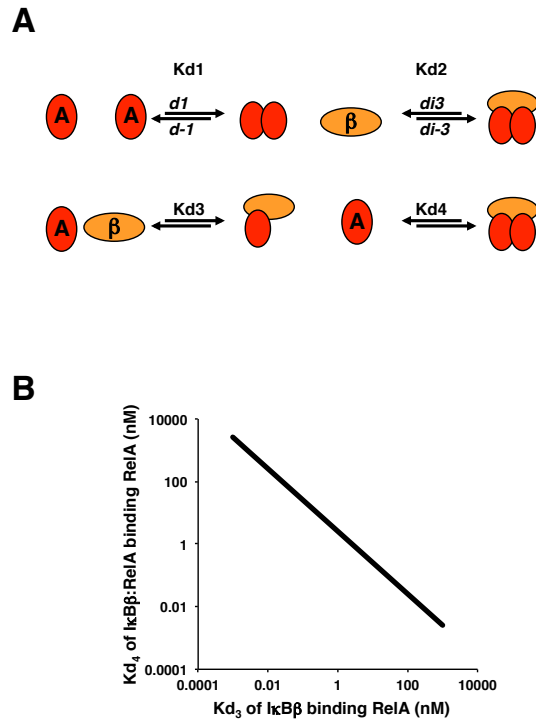 A
Kd1
Kd2
A A d1 β di3
d-1 di-3
A β Kd3 A Kd4
B
Kd₄ of IκBβ:RelA binding RelA (nM)
10000
100
1
0.01
0.0001
0.0001 0.01 1 100 10000
Kd₃ of IκBβ binding RelA (nM)